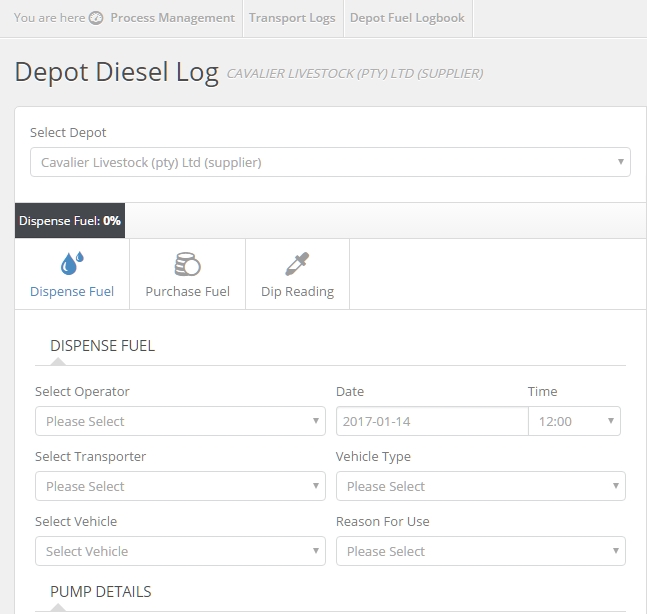 You are here Process Management Transport Logs Depot Fuel Logbook
Depot Diesel Log CAVALIER LIVESTOCK (PTY) LTD (SUPPLIER)
Select Depot
Cavalier Livestock (pty) Ltd (supplier)
Dispense Fuel: 0%
Dispense Fuel Purchase Fuel Dip Reading
DISPENSE FUEL
Select Operator Date Time
Please Select 2017-01-14 12:00
Select Transporter Vehicle Type
Please Select Please Select
Select Vehicle Reason For Use
Select Vehicle Please Select
PUMP DETAILS